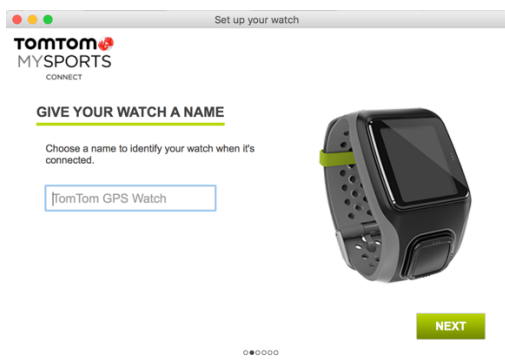 Set up your watch
TOMTOM
MYSPORTS
CONNECT
GIVE YOUR WATCH A NAME
Choose a name to identify your watch when it's
connected.
TomTom GPS Watch
NEXT